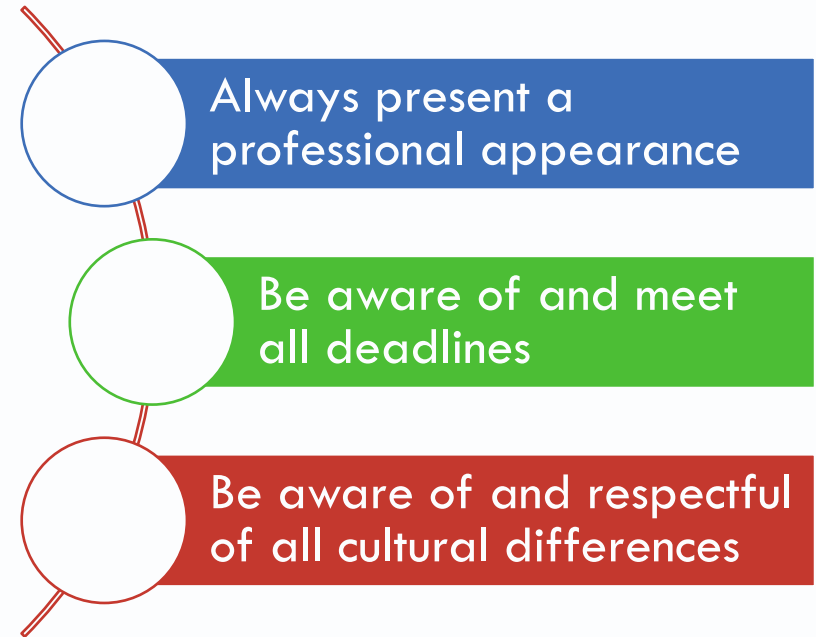 Always present a
professional appearance
Be aware of and meet
all deadlines
Be aware of and respectful
of all cultural differences